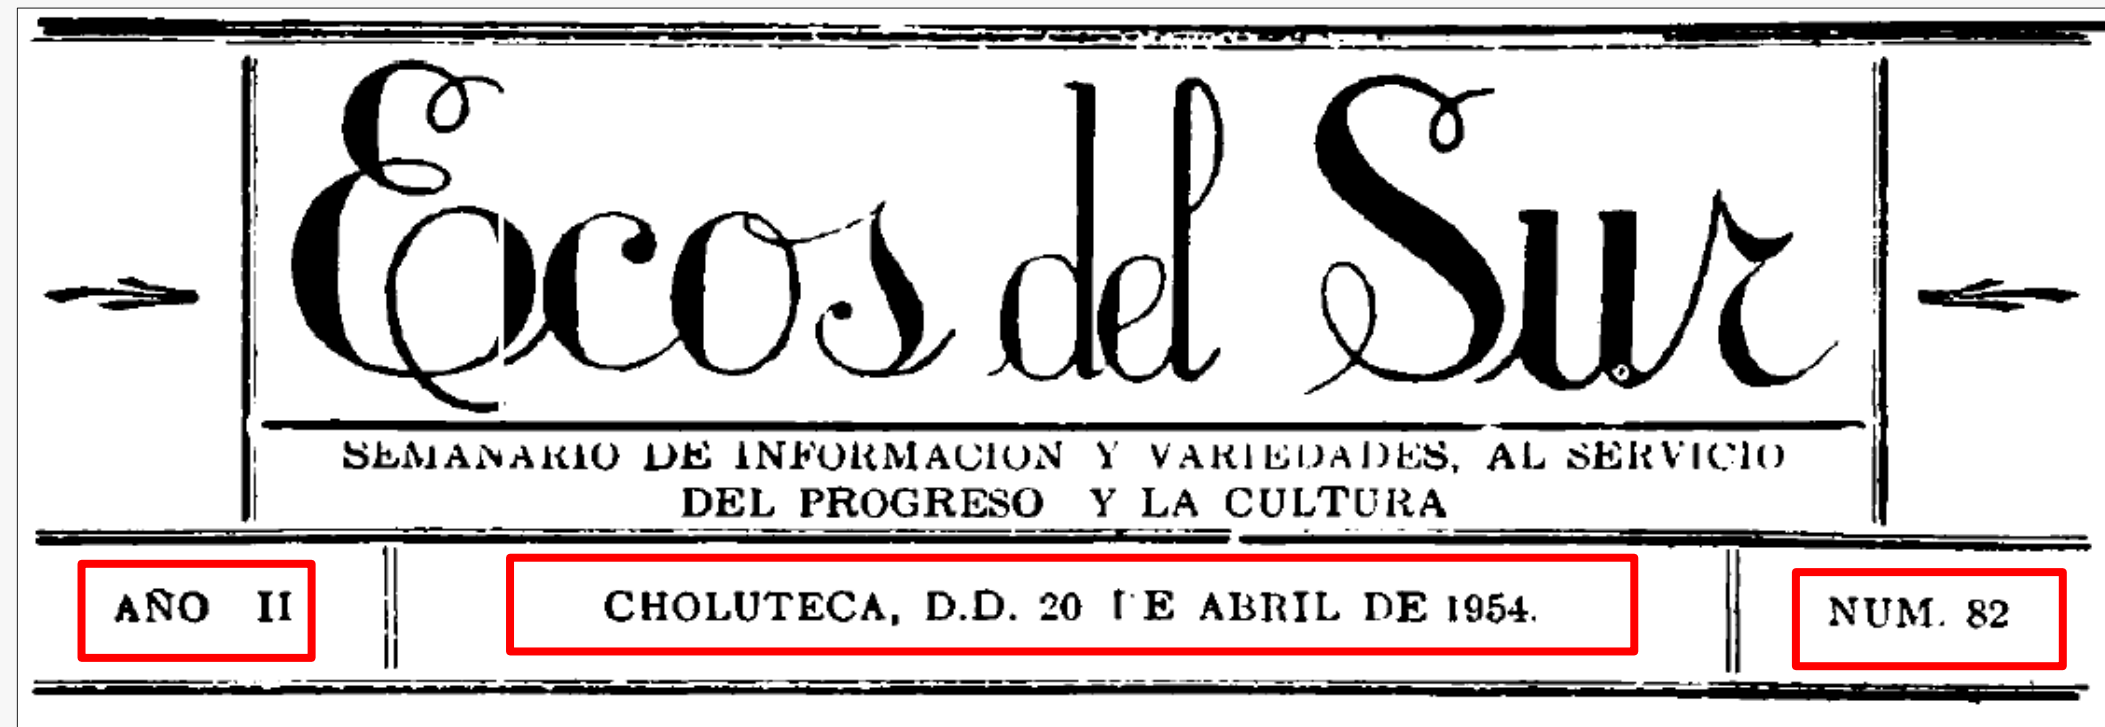 Ecos del Sur
SEMANARIO DE INFORMACION Y VARIEDADES, AL SERVICIO
DEL PROGRESO Y LA CULTURA
AÑO II
CHOLUTECA, D.D. 20 DE ABRIL DE 1954.
NUM. 82